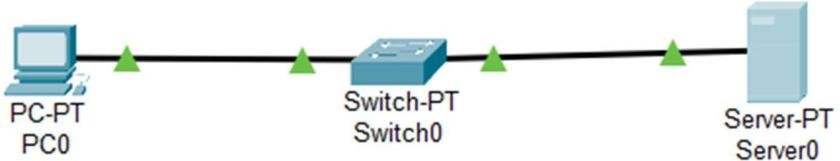 PC-PT
PC0
Switch-PT
Switch0
Server-PT
Server0